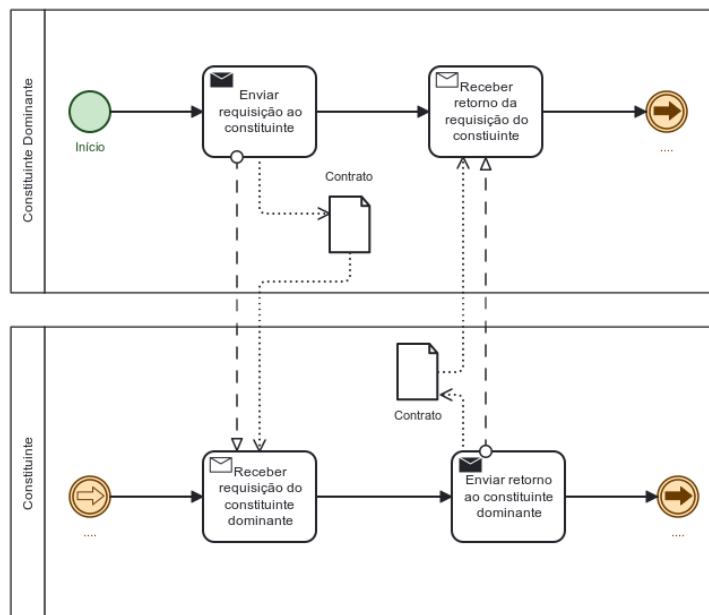 Constituinte Dominante
Início
Enviar
requisição ao
constituinte
Receber
retorno da
requisição do
constiuinte
....
Contrato
Constituinte
....
Receber
requisição do
constituinte
dominante
Contrato
Enviar retorno
ao constituinte
dominante
....